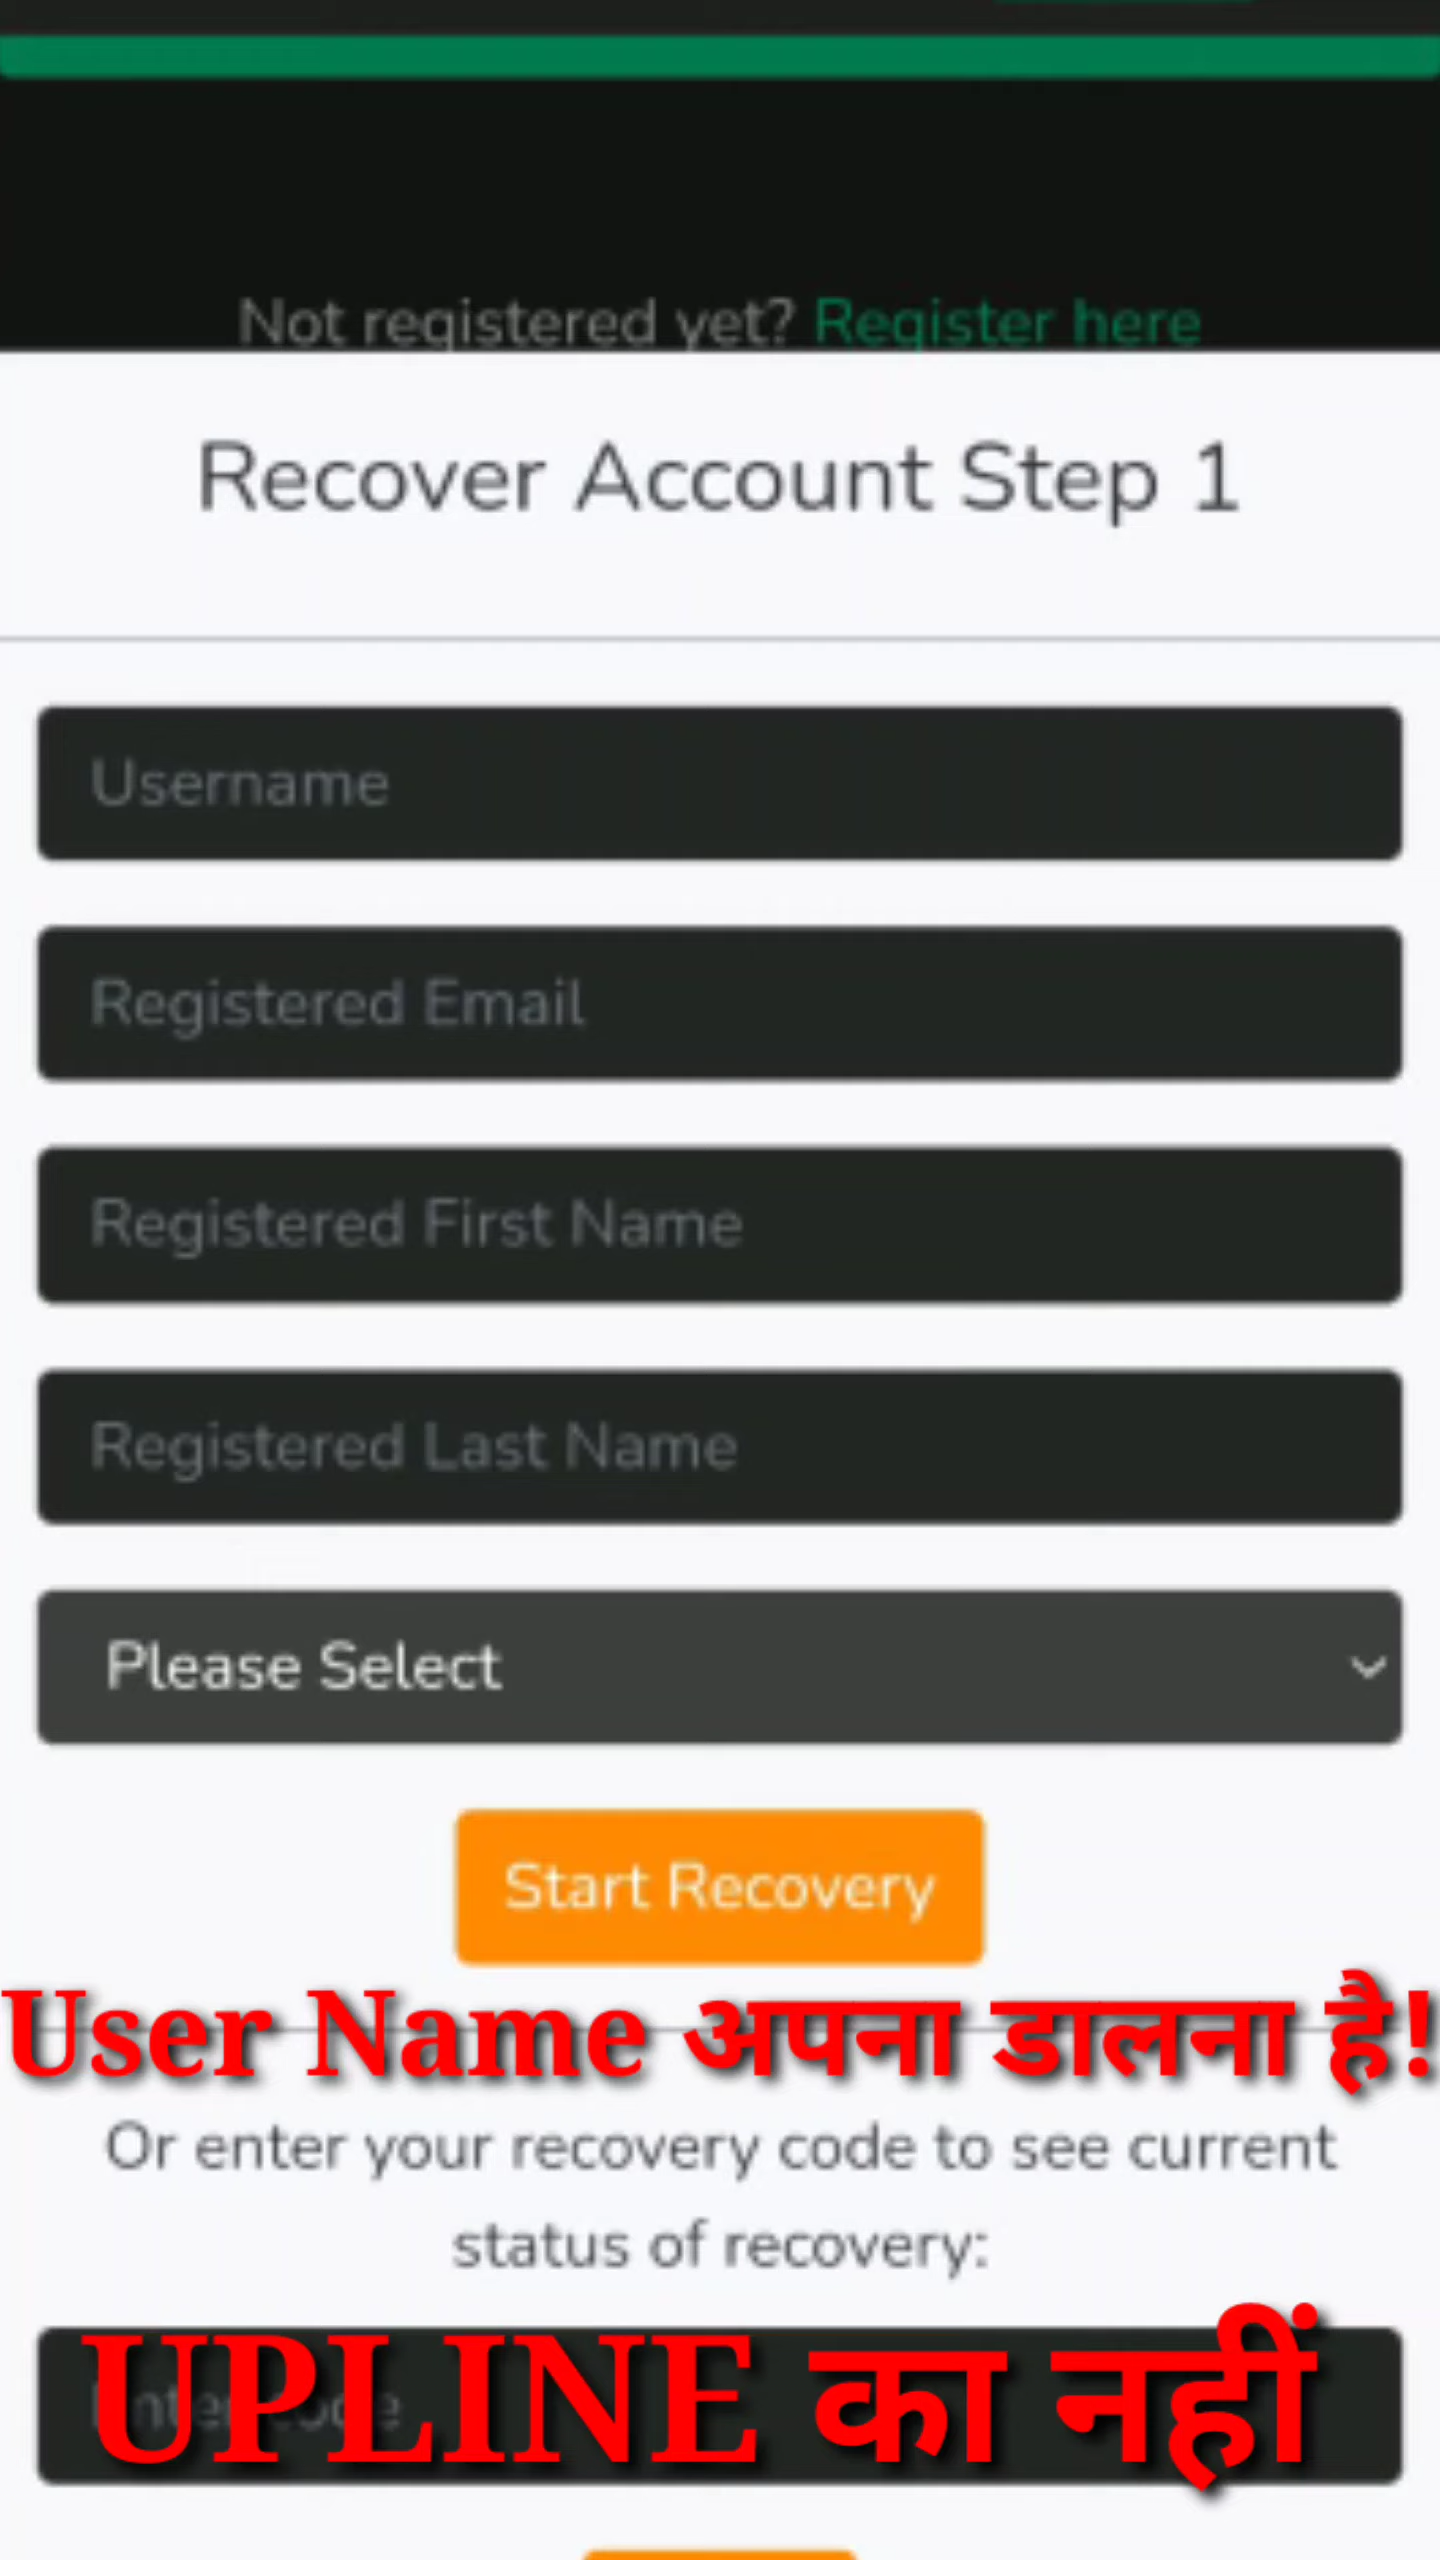 Not registered yet? Register here
Recover Account Step 1
Username
Registered Email
Registered First Name
Registered Last Name
Please Select
Start Recovery
User Name अपना डालना है!
Or enter your recovery code to see current
status of recovery:
Enter code
UPLINE का नहीं